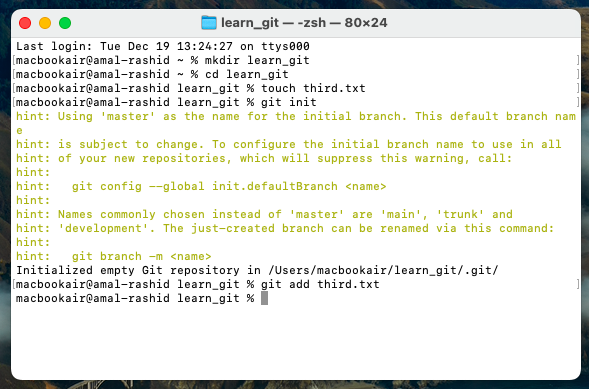 learn_git — -zsh — 80×24
Last login: Tue Dec 19 13:24:27 on ttys000
[macbookair@amal-rashid ~ % mkdir learn_git ]
[macbookair@amal-rashid ~ % cd learn_git ]
[macbookair@amal-rashid learn_git % touch third.txt ]
[macbookair@amal-rashid learn_git % git init ]
hint: Using 'master' as the name for the initial branch. This default branch nam
e
hint: is subject to change. To configure the initial branch name to use in all
hint: of your new repositories, which will suppress this warning, call:
hint:
hint:   git config --global init.defaultBranch <name>
hint:
hint: Names commonly chosen instead of 'master' are 'main', 'trunk' and
hint: 'development'. The just-created branch can be renamed via this command:
hint:
hint:   git branch -m <name>
Initialized empty Git repository in /Users/macbookair/learn_git/.git/
[macbookair@amal-rashid learn_git % git add third.txt ]
macbookair@amal-rashid learn_git %